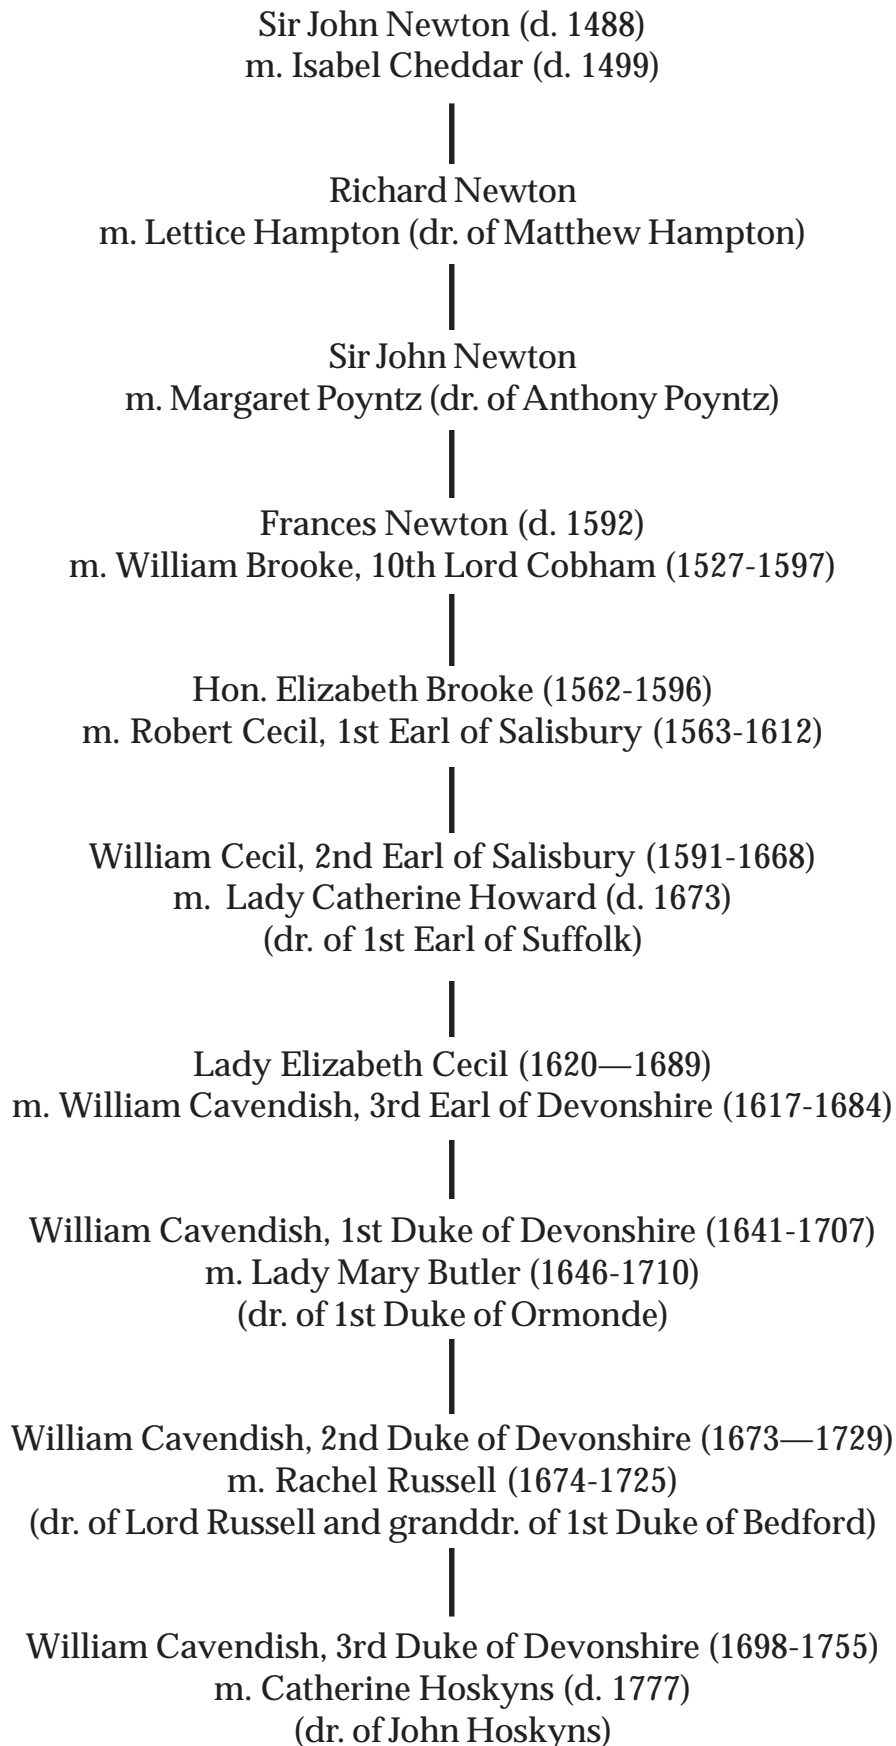 Sir John Newton (d. 1488)
m. Isabel Cheddar (d. 1499)
Richard Newton
m. Lettice Hampton (dr. of Matthew Hampton)
Sir John Newton
m. Margaret Poyntz (dr. of Anthony Poyntz)
Frances Newton (d. 1592)
m. William Brooke, 10th Lord Cobham (1527-1597)
Hon. Elizabeth Brooke (1562-1596)
m. Robert Cecil, 1st Earl of Salisbury (1563-1612)
William Cecil, 2nd Earl of Salisbury (1591-1668)
m. Lady Catherine Howard (d. 1673)
(dr. of 1st Earl of Suffolk)
Lady Elizabeth Cecil (1620—1689)
m. William Cavendish, 3rd Earl of Devonshire (1617-1684)
William Cavendish, 1st Duke of Devonshire (1641-1707)
m. Lady Mary Butler (1646-1710)
(dr. of 1st Duke of Ormonde)
William Cavendish, 2nd Duke of Devonshire (1673—1729)
m. Rachel Russell (1674-1725)
(dr. of Lord Russell and granddr. of 1st Duke of Bedford)
William Cavendish, 3rd Duke of Devonshire (1698-1755)
m. Catherine Hoskyns (d. 1777)
(dr. of John Hoskyns)